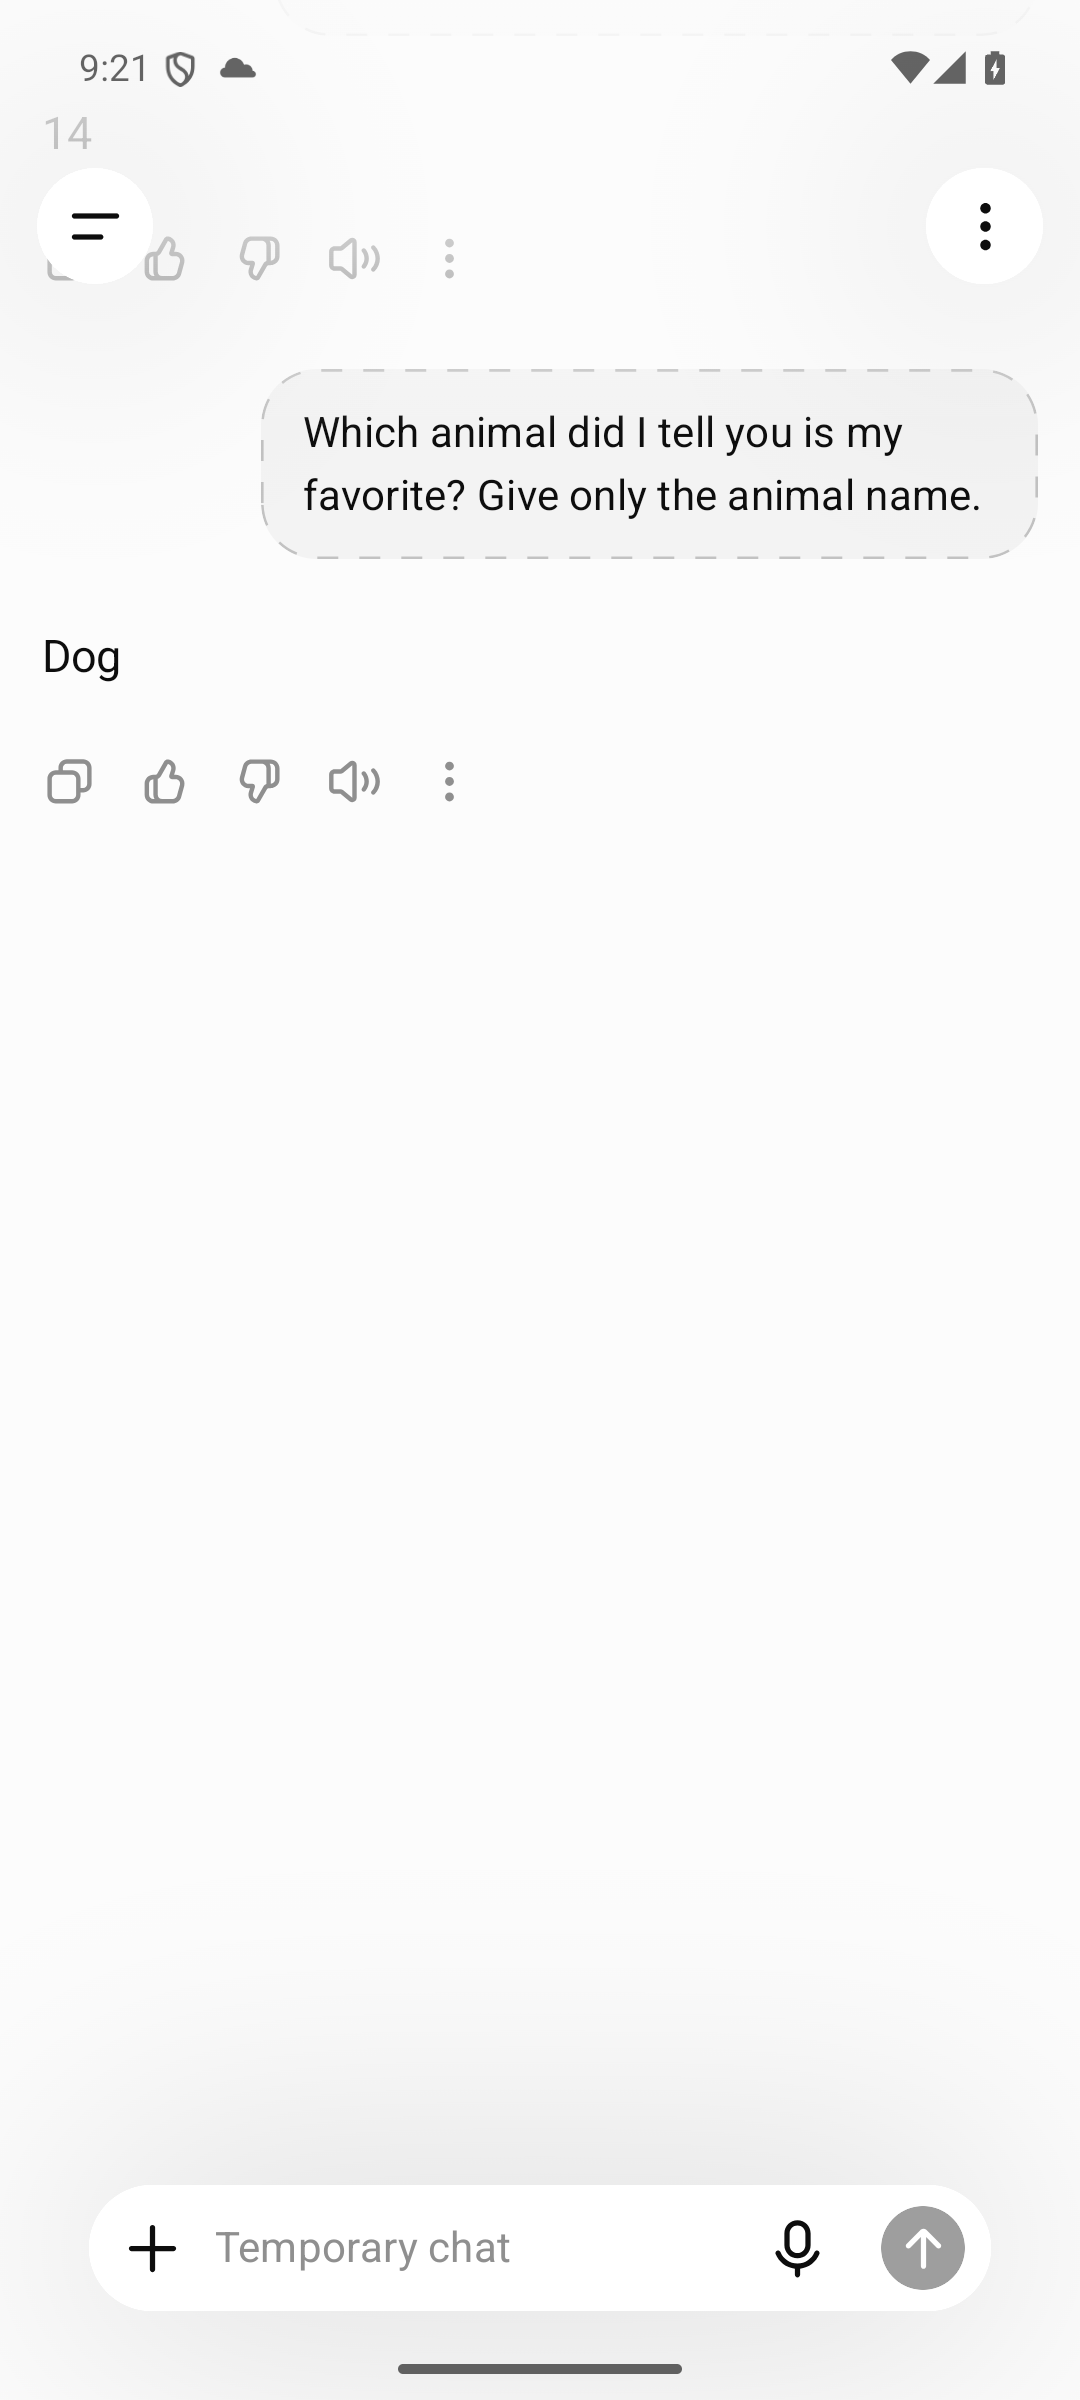 9:21
14
Which animal did I tell you is my
favorite? Give only the animal name.
Dog
Temporary chat